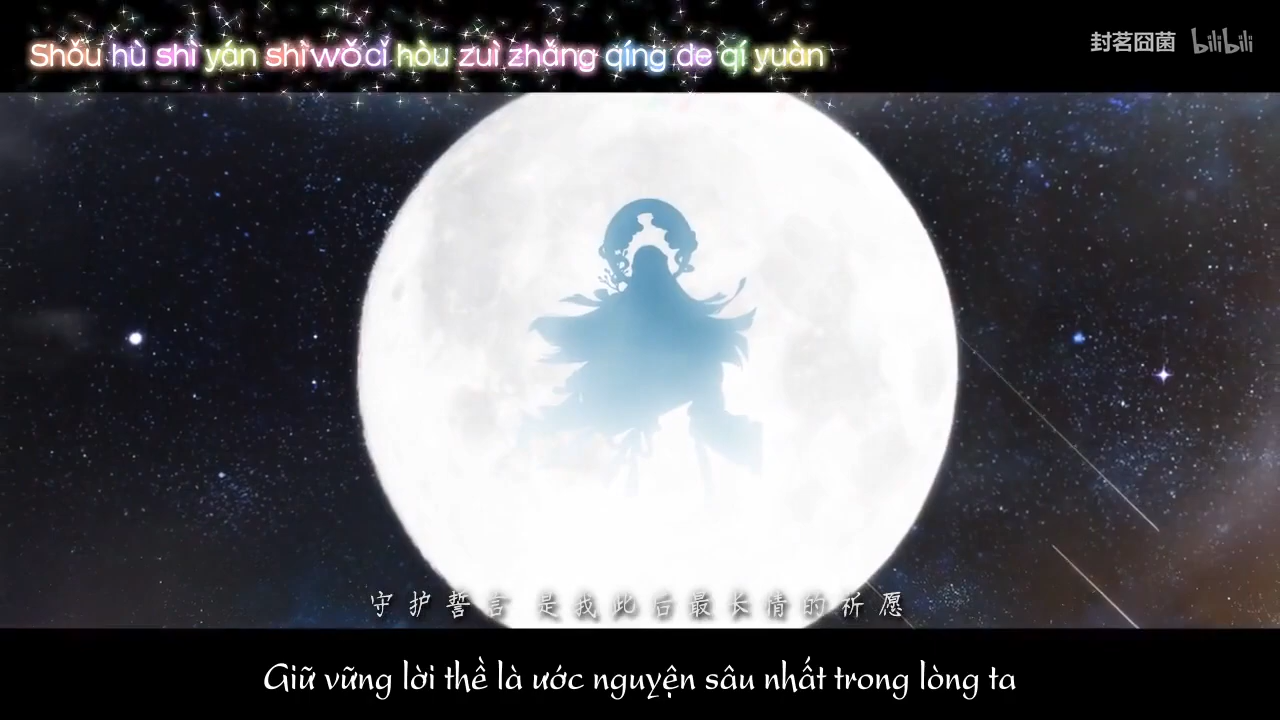 Shǒu hù shì yán shì wǒ cǐ hòu zuì zhǎng qíng de qí yuàn
封茗囧菌 bilibili
守护誓言 是我此后最长情的祈愿
Giữ vững lời thề là ước nguyện sâu nhất trong lòng ta